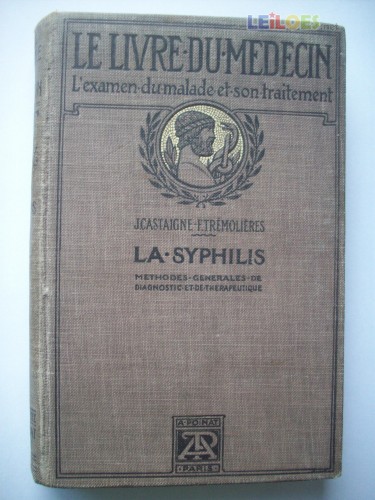 LEiLOES
LE LIVRE·DU·MEDECIN
L'examen·du·malade·et·son·traitement
J.CASTAIGNE·F.TRÉMOLIÈRES
LA·SYPHILIS
METHODES·GENERALES·DE
DIAGNOSTIC·ET·DE·THERAPEUTIQUE
A·POINAT
PARIS